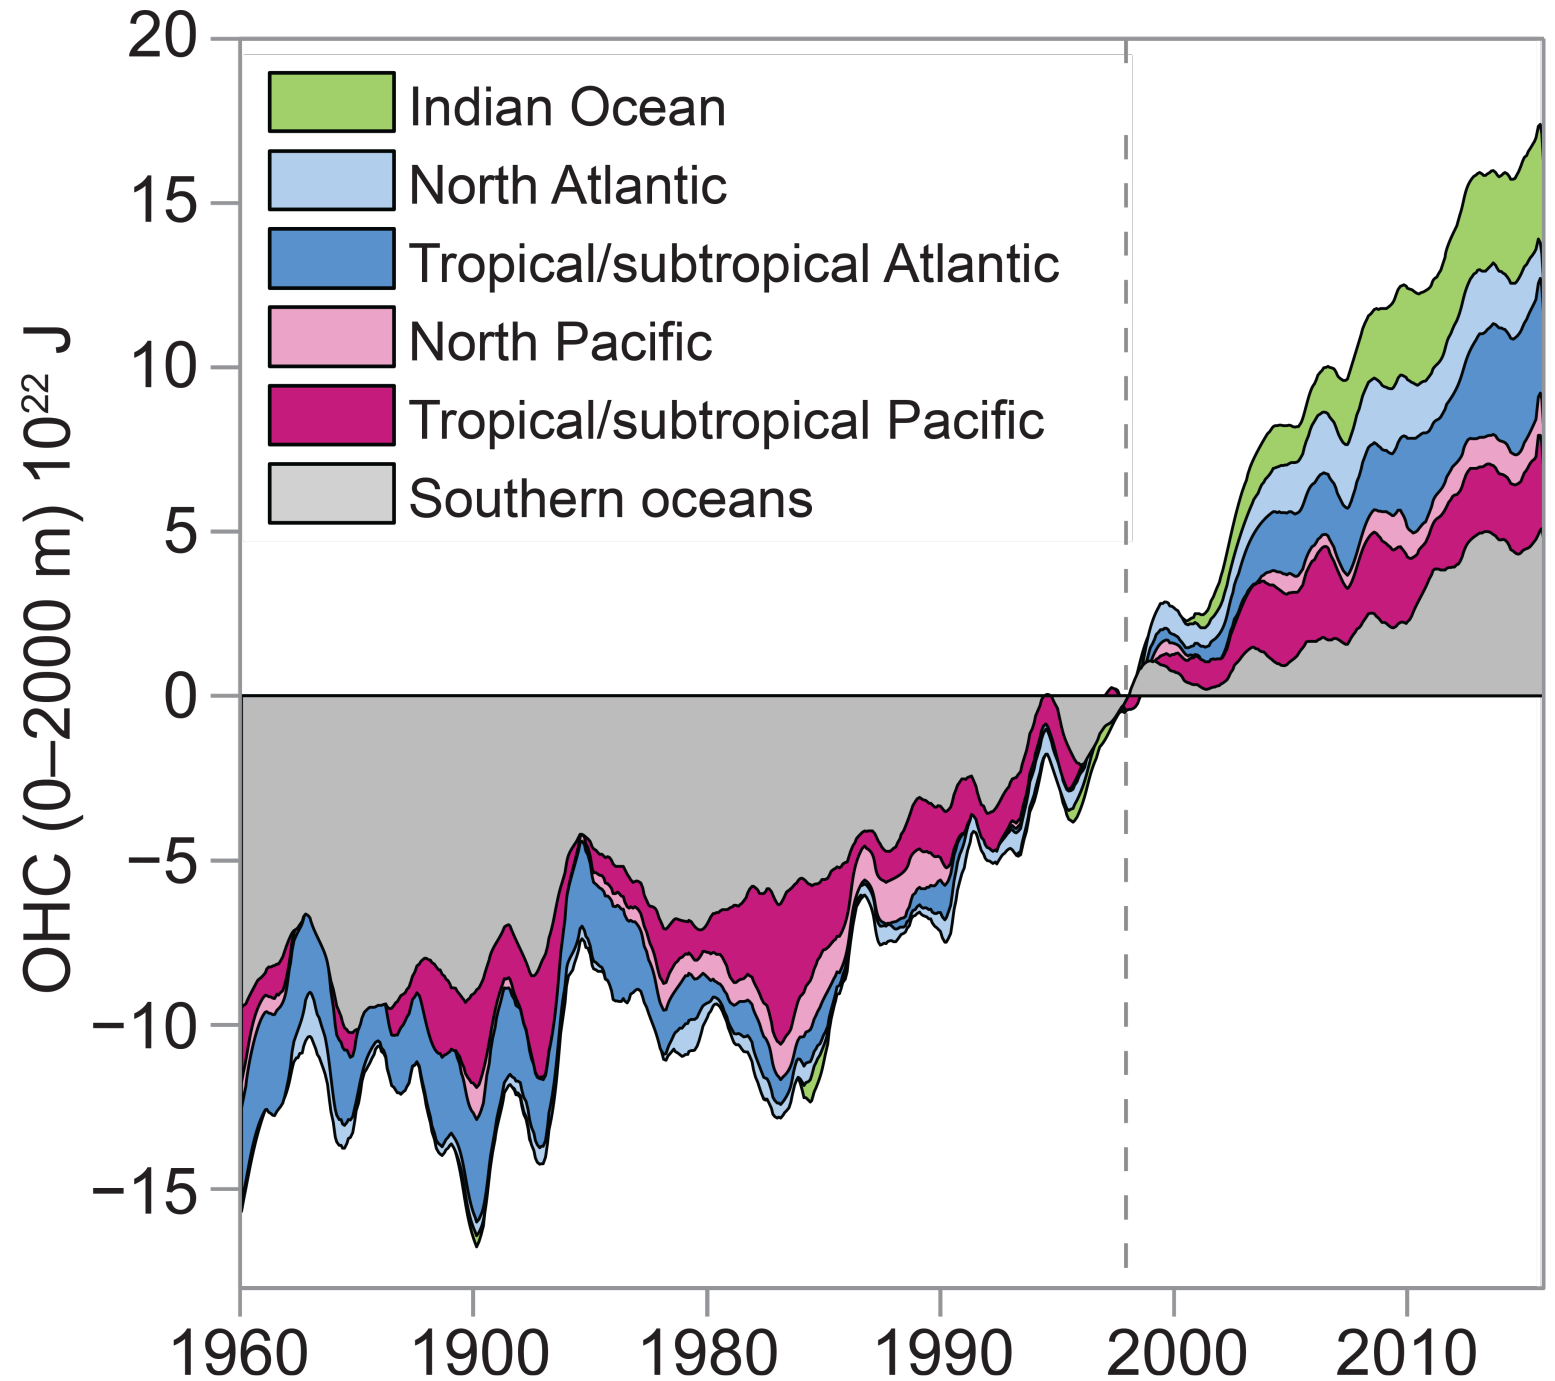 20
15
10
5
0
−5
−10
−15
OHC (0–2000 m) 10²² J
Indian Ocean
North Atlantic
Tropical/subtropical Atlantic
North Pacific
Tropical/subtropical Pacific
Southern oceans
1960 1900 1980 1990 2000 2010